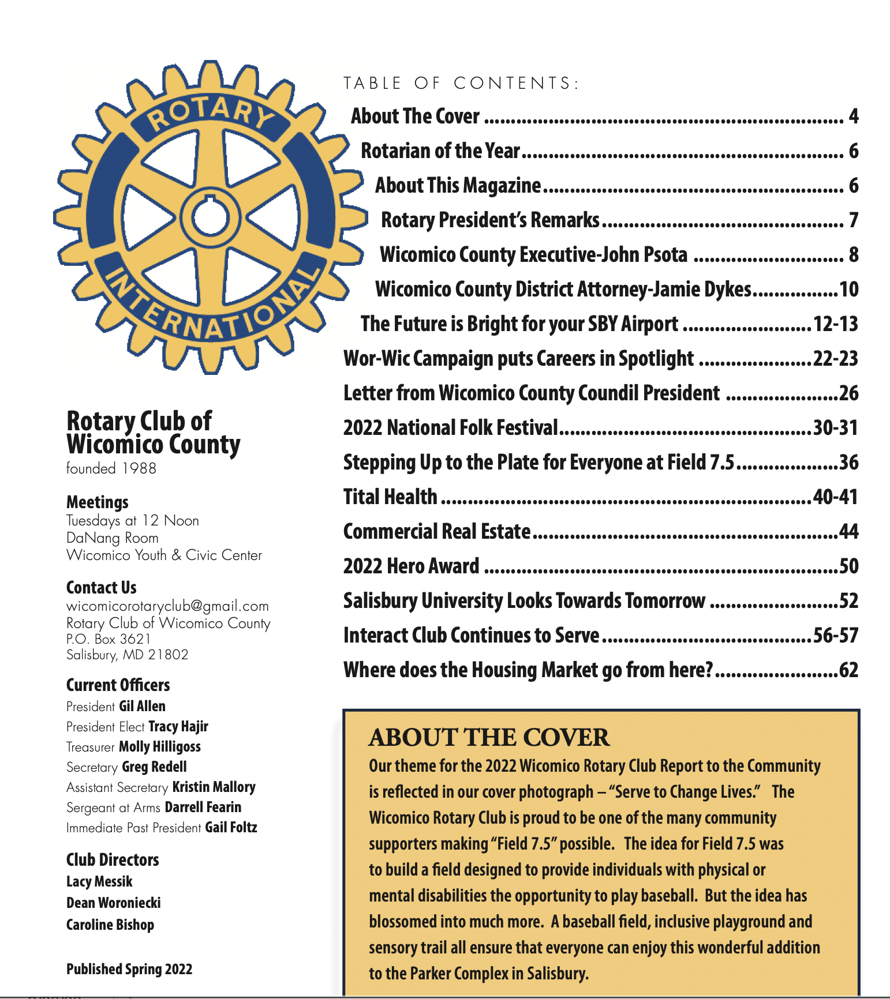 ROTARY
INTERNATIONAL
Rotary Club of
Wicomico County
founded 1988
Meetings
Tuesdays at 12 Noon
DaNang Room
Wicomico Youth & Civic Center
Contact Us
wicomicorotaryclub@gmail.com
Rotary Club of Wicomico County
P.O. Box 3621
Salisbury, MD 21802
Current Officers
President Gil Allen
President Elect Tracy Hajir
Treasurer Molly Hilligoss
Secretary Greg Redell
Assistant Secretary Kristin Mallory
Sergeant at Arms Darrell Fearin
Immediate Past President Gail Foltz
Club Directors
Lacy Messik
Dean Woroniecki
Caroline Bishop
Published Spring 2022
TABLE OF CONTENTS:
About The Cover .................................................................... 4
Rotarian of the Year............................................................. 6
About This Magazine......................................................... 6
Rotary President’s Remarks.............................................. 7
Wicomico County Executive-John Psota ............................ 8
Wicomico County District Attorney-Jamie Dykes................10
The Future is Bright for your SBY Airport ........................12-13
Wor-Wic Campaign puts Careers in Spotlight .....................22-23
Letter from Wicomico County Coundil President .....................26
2022 National Folk Festival...............................................30-31
Stepping Up to the Plate for Everyone at Field 7.5...................36
Tital Health .....................................................................40-41
Commercial Real Estate.........................................................44
2022 Hero Award ..................................................................50
Salisbury University Looks Towards Tomorrow ........................52
Interact Club Continues to Serve.......................................56-57
Where does the Housing Market go from here?.......................62
ABOUT THE COVER
Our theme for the 2022 Wicomico Rotary Club Report to the Community
is reflected in our cover photograph – “Serve to Change Lives.” The
Wicomico Rotary Club is proud to be one of the many community
supporters making “Field 7.5” possible. The idea for Field 7.5 was
to build a field designed to provide individuals with physical or
mental disabilities the opportunity to play baseball. But the idea has
blossomed into much more. A baseball field, inclusive playground and
sensory trail all ensure that everyone can enjoy this wonderful addition
to the Parker Complex in Salisbury.